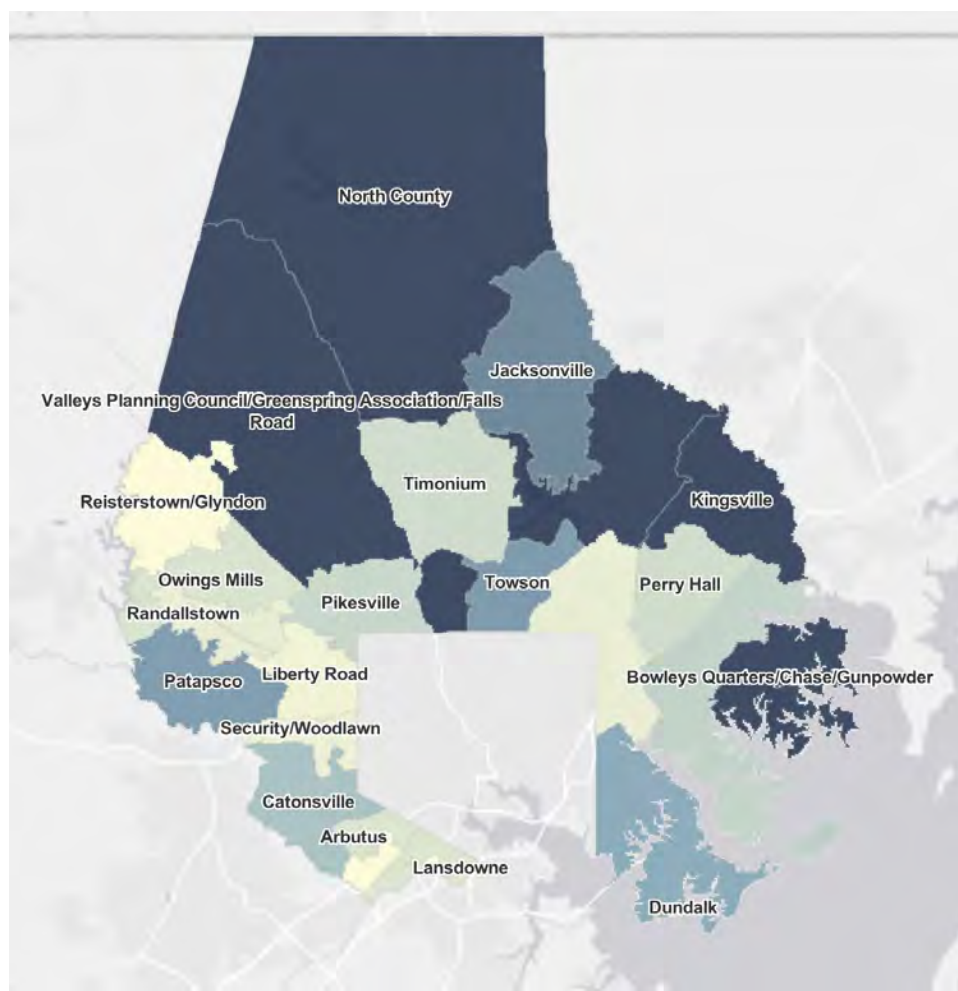 North County
Jacksonville
Valleys Planning Council/Greenspring Association/Falls
Road
Timonium
Reisterstown/Glyndon
Kingsville
Owings Mills
Towson
Perry Hall
Pikesville
Randallstown
Liberty Road
Patapsco
Bowleys Quarters/Chase/Gunpowder
Security/Woodlawn
Catonsville
Arbutus
Lansdowne
Dundalk